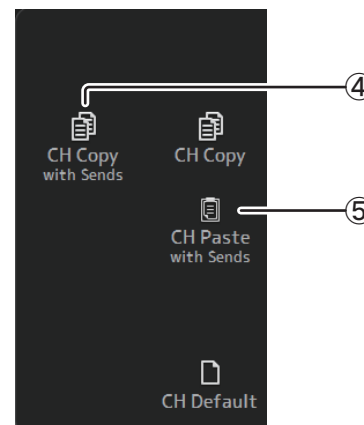 ④
CH Copy
with Sends
CH Copy
⑤
CH Paste
with Sends
CH Default